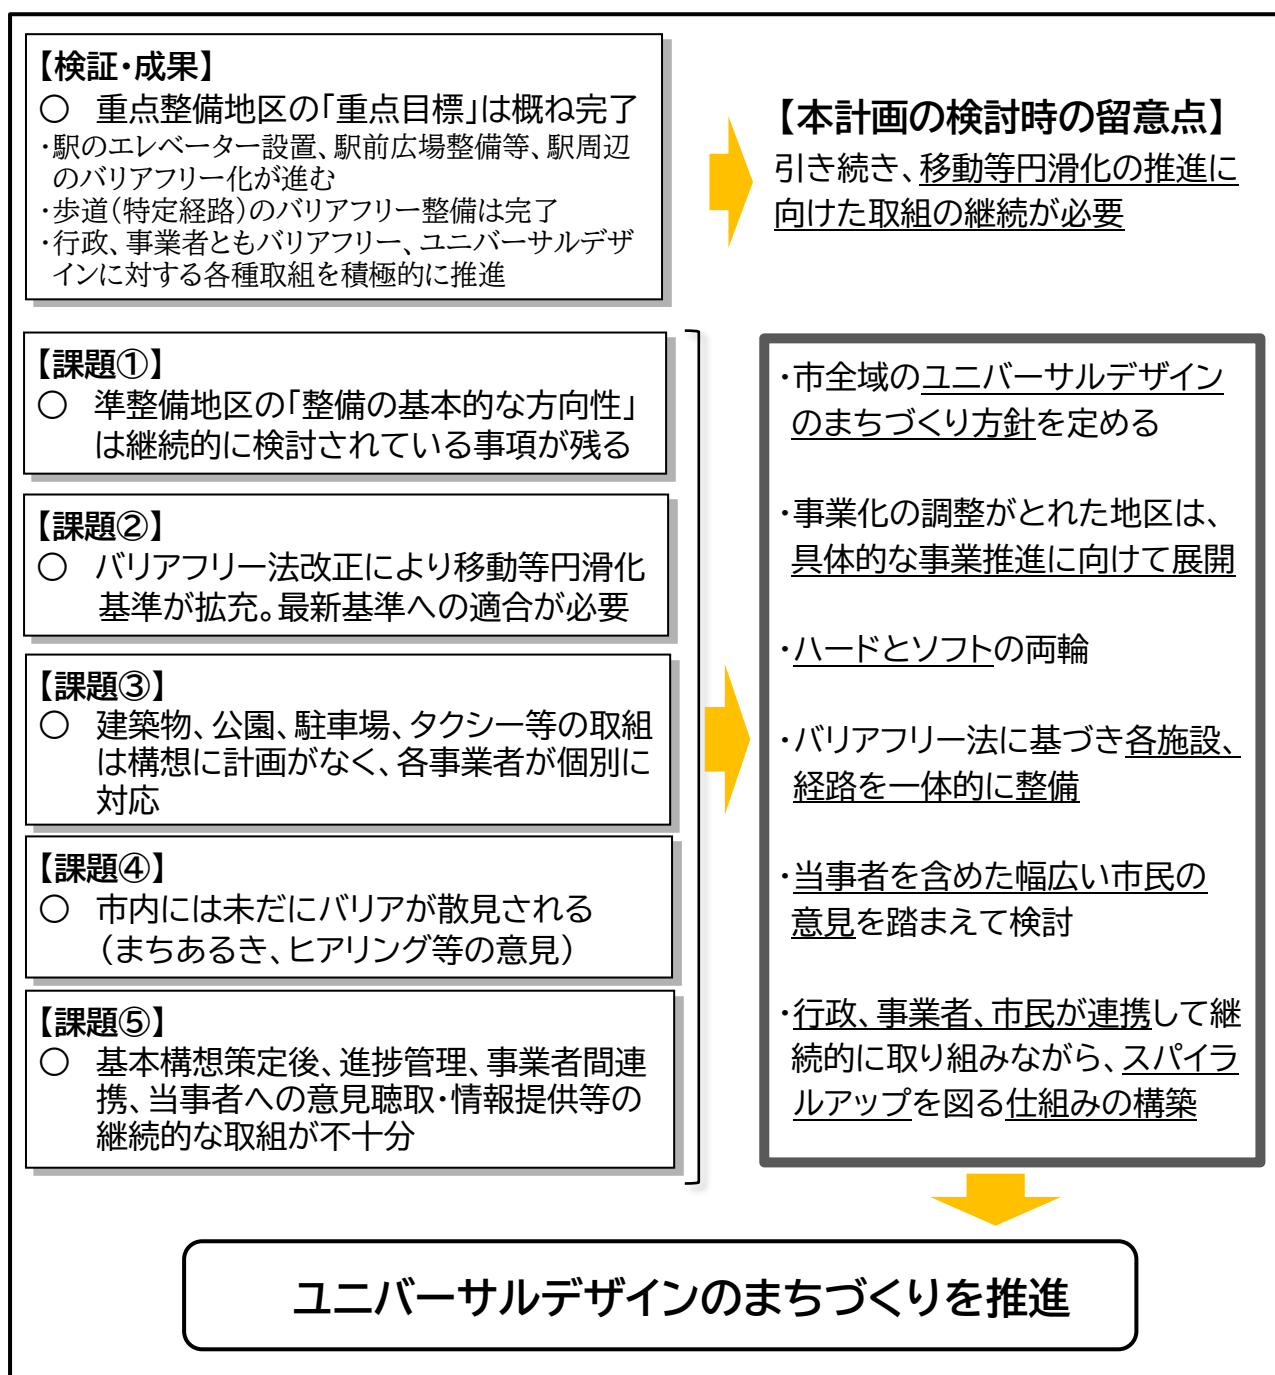 【検証・成果】
○ 重点整備地区の「重点目標」は概ね完了
・駅のエレベーター設置、駅前広場整備等、駅周辺
のバリアフリー化が進む
・歩道(特定経路)のバリアフリー整備は完了
・行政、事業者ともバリアフリー、ユニバーサルデザ
インに対する各種取組を積極的に推進
【本計画の検討時の留意点】
引き続き、移動等円滑化の推進に
向けた取組の継続が必要
【課題①】
○ 準整備地区の「整備の基本的な方向性」
は継続的に検討されている事項が残る
【課題②】
○ バリアフリー法改正により移動等円滑化
基準が拡充。最新基準への適合が必要
【課題③】
○ 建築物、公園、駐車場、タクシー等の取組
は構想に計画がなく、各事業者が個別に
対応
【課題④】
○ 市内には未だにバリアが散見される
(まちあるき、ヒアリング等の意見)
【課題⑤】
○ 基本構想策定後、進捗管理、事業者間連
携、当事者への意見聴取・情報提供等の
継続的な取組が不十分
・市全域のユニバーサルデザイン
のまちづくり方針を定める
・事業化の調整がとれた地区は、
具体的な事業推進に向けて展開
・ハードとソフトの両輪
・バリアフリー法に基づき各施設、
経路を一体的に整備
・当事者を含めた幅広い市民の
意見を踏まえて検討
・行政、事業者、市民が連携して継
続的に取り組みながら、スパイラ
ルアップを図る仕組みの構築
ユニバーサルデザインのまちづくりを推進